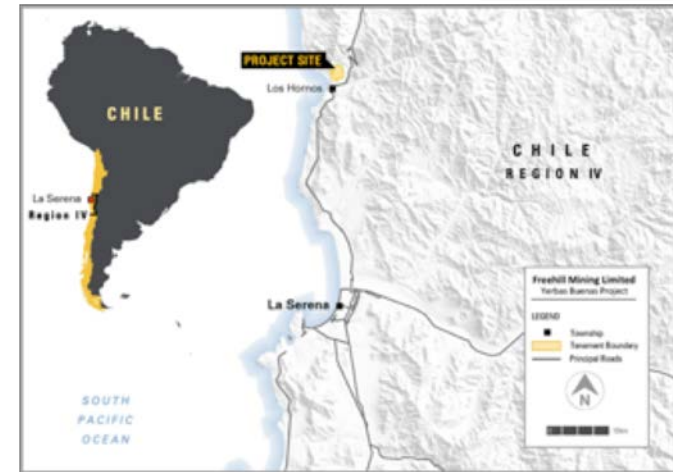 PROJECT SITE
Los Hornos
CHILE
CHILE
REGION IV
La Serena
Region IV
La Serena
SOUTH
PACIFIC
OCEAN
Freehill Mining Limited
Yerbas Buenas Project
LEGEND
Township
Tenement Boundary
Principal Roads
N